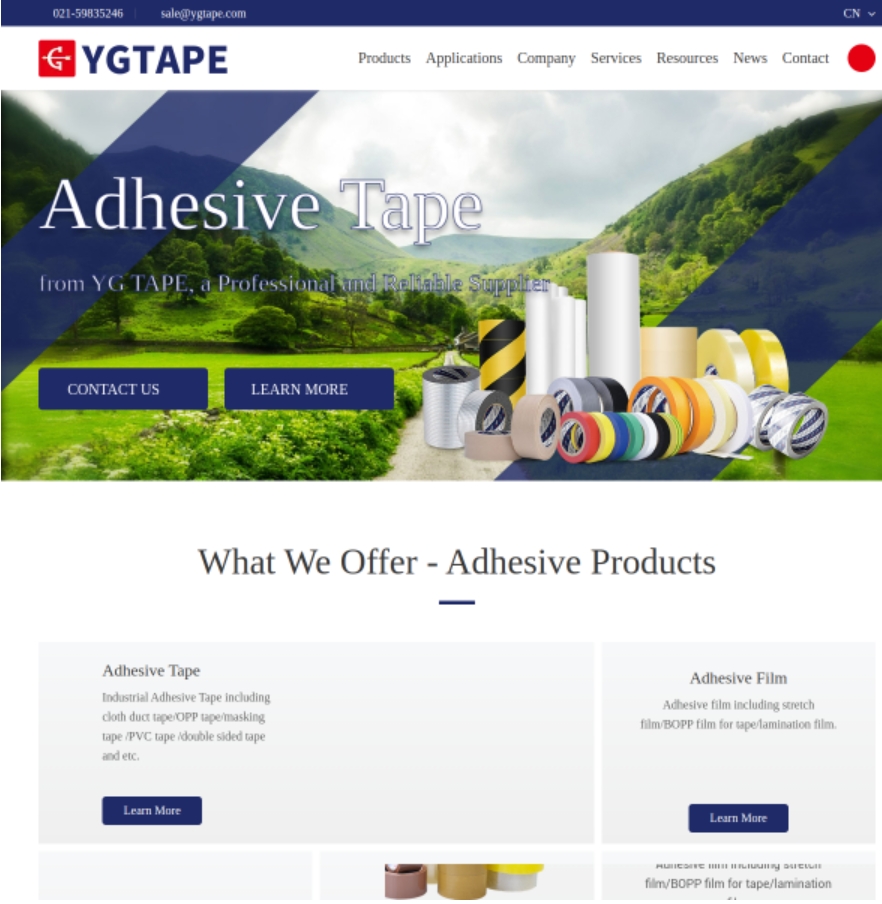 021-59835246 sale@ygtape.com CN
YGTAPE
Products Applications Company Services Resources News Contact
Adhesive Tape
from YG TAPE, a Professional and Reliable Supplier
CONTACT US LEARN MORE
What We Offer - Adhesive Products
Adhesive Tape
Industrial Adhesive Tape including
cloth duct tape/OPP tape/masking
tape /PVC tape /double sided tape
and etc.
Learn More
Adhesive Film
Adhesive film including stretch
film/BOPP film for tape/lamination film.
Learn More
Adhesive film including stretch
film/BOPP film for tape/lamination